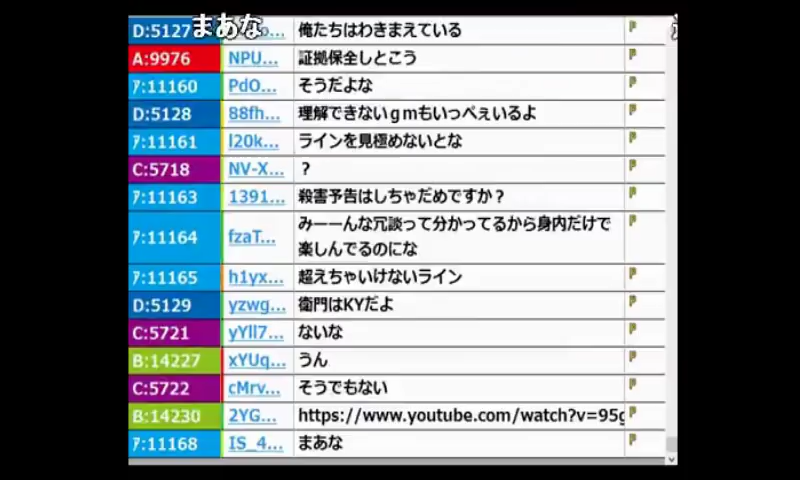 まあな
D:5127 o... 俺たちはわきまえている
A:9976 NPU... 証拠保全しとこう
ｱ:11160 PdO... そうだよな
D:5128 88fh... 理解できないｇｍもいっぺぇいるよ
ｱ:11161 l20k... ラインを見極めないとな
C:5718 NV-X... ？
ｱ:11163 1391... 殺害予告はしちゃだめですか？
ｱ:11164 fzaT... みーーんな冗談って分かってるから身内だけで
楽しんでるのにな
ｱ:11165 h1yx... 超えちゃいけないライン
D:5129 yzwg... 衛門はKYだよ
C:5721 yYll7... ないな
B:14227 xYUq... うん
C:5722 cMrv... そうでもない
B:14230 2YG... https://www.youtube.com/watch?v=95g
ｱ:11168 IS_4... まあな